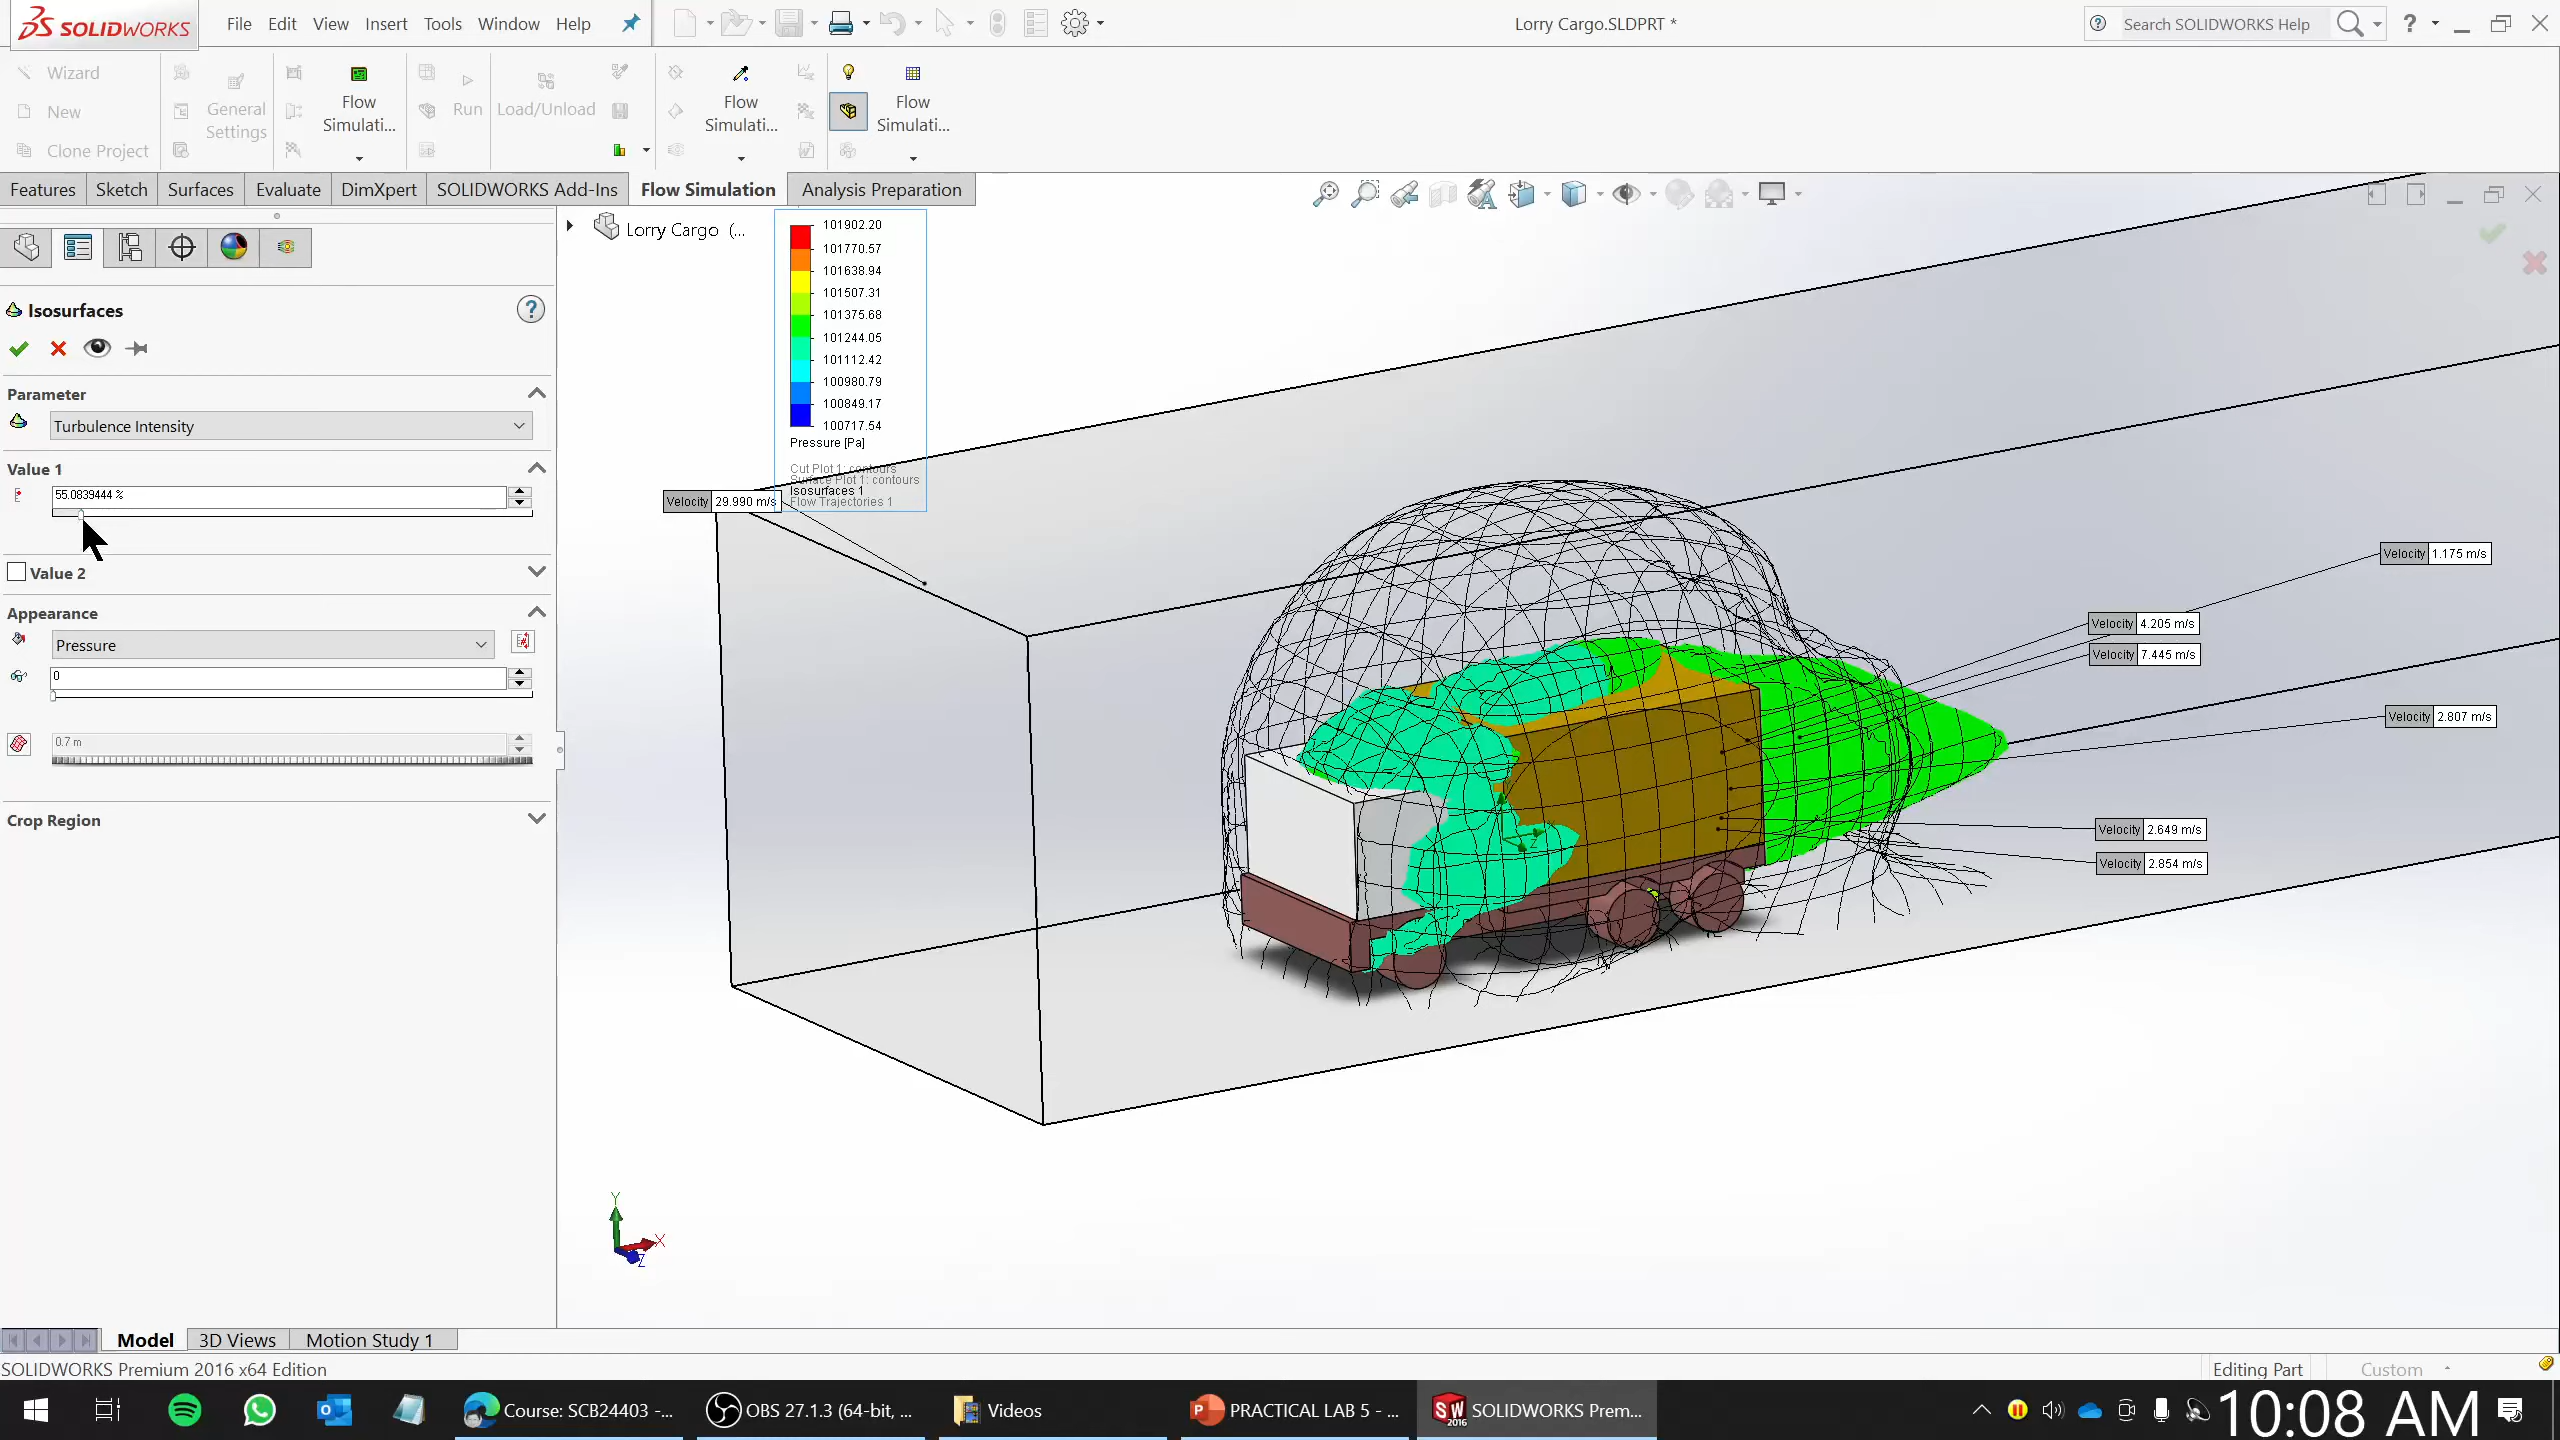 SOLIDWORKS File Edit View Insert Tools Window Help Lorry Cargo.SLDPRT * Search SOLIDWORKS Help
Wizard
New
Clone Project
General
Settings
Flow
Simulati...
Run
Load/Unload
Flow
Simulati...
Flow
Simulati...
Features Sketch Surfaces Evaluate DimXpert SOLIDWORKS Add-Ins Flow Simulation Analysis Preparation
Lorry Cargo (...
Isosurfaces
Parameter
Turbulence Intensity
Value 1
55.0839444 %
Value 2
Appearance
Pressure
0
0.7 m
Crop Region
101902.20
101770.57
101638.94
101507.31
101375.68
101244.05
101112.42
100980.79
100849.17
100717.54
Pressure [Pa]
Cut Plot 1: contours
Surface Plot 1: contours
Isosurfaces 1
Flow Trajectories 1
Velocity 29.990 m/s
Velocity 1.175 m/s
Velocity 4.205 m/s
Velocity 7.445 m/s
Velocity 2.807 m/s
Velocity 2.649 m/s
Velocity 2.854 m/s
Z
Y
X
Z
Model 3D Views Motion Study 1
SOLIDWORKS Premium 2016 x64 Edition Editing Part Custom
Course: SCB24403 -... OBS 27.1.3 (64-bit, ... Videos PRACTICAL LAB 5 - ... SOLIDWORKS Prem... 10:08 AM